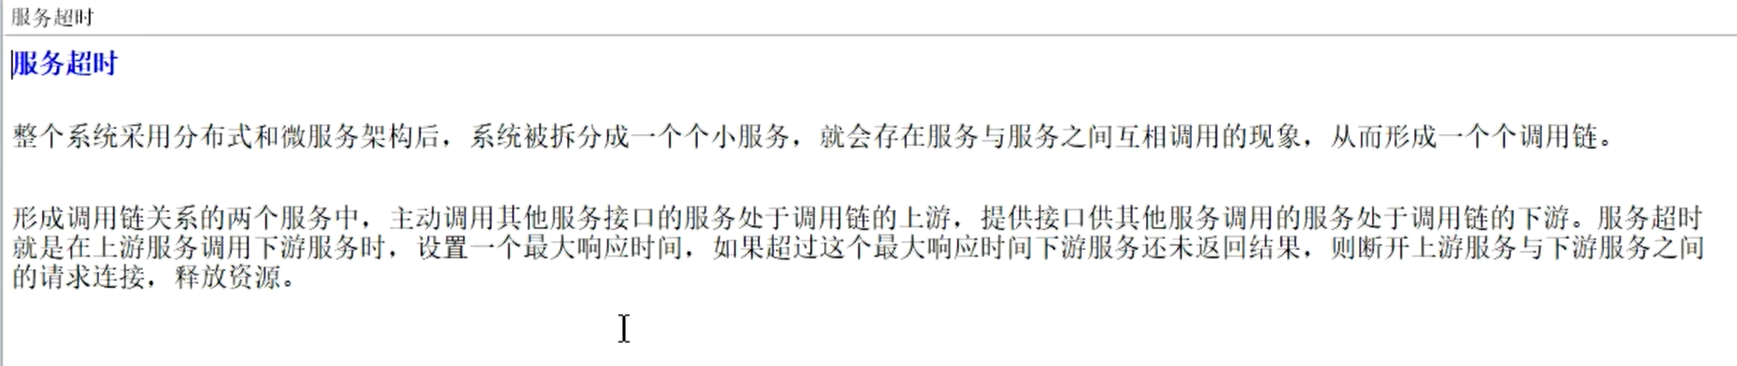 服务超时
服务超时
整个系统采用分布式和微服务架构后，系统被拆分成一个个小服务，就会存在服务与服务之间互相调用的现象，从而形成一个个调用链。
形成调用链关系的两个服务中，主动调用其他服务接口的服务处于调用链的上游，提供接口供其他服务调用的服务处于调用链的下游。服务超时
就是在上游服务调用下游服务时，设置一个最大响应时间，如果超过这个最大响应时间下游服务还未返回结果，则断开上游服务与下游服务之间
的请求连接，释放资源。